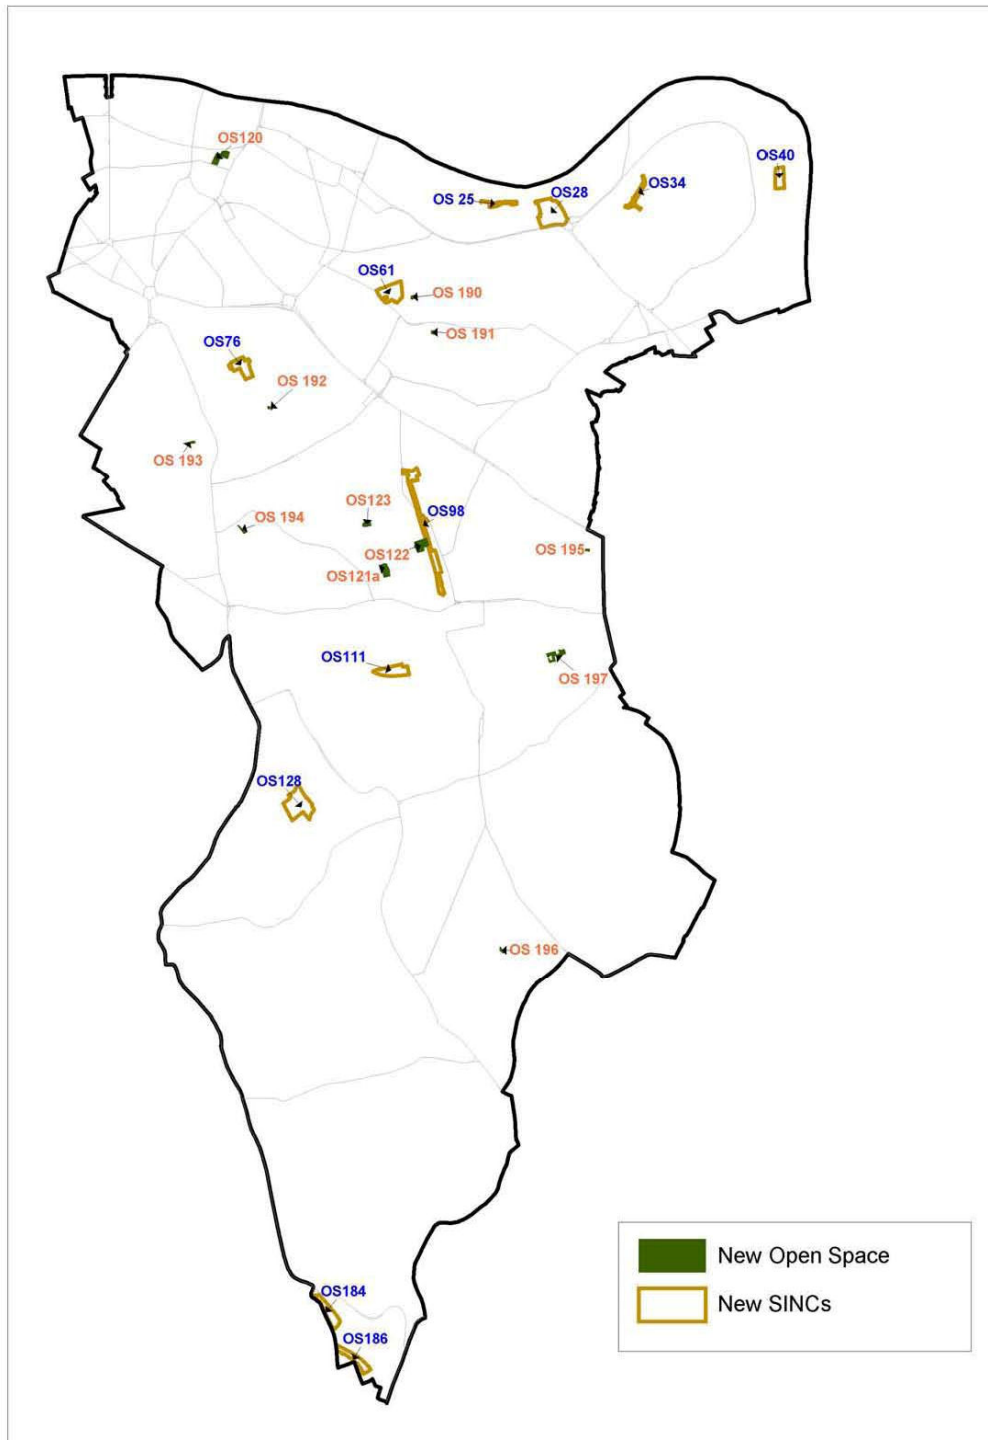 OS120
OS40
OS34
OS28
OS 25
OS61
OS 190
OS 191
OS76
OS 192
OS 193
OS123
OS98
OS 194
OS122
OS 195
OS121a
OS111
OS 197
OS128
OS 196
New Open Space
New SINCs
OS184
OS186